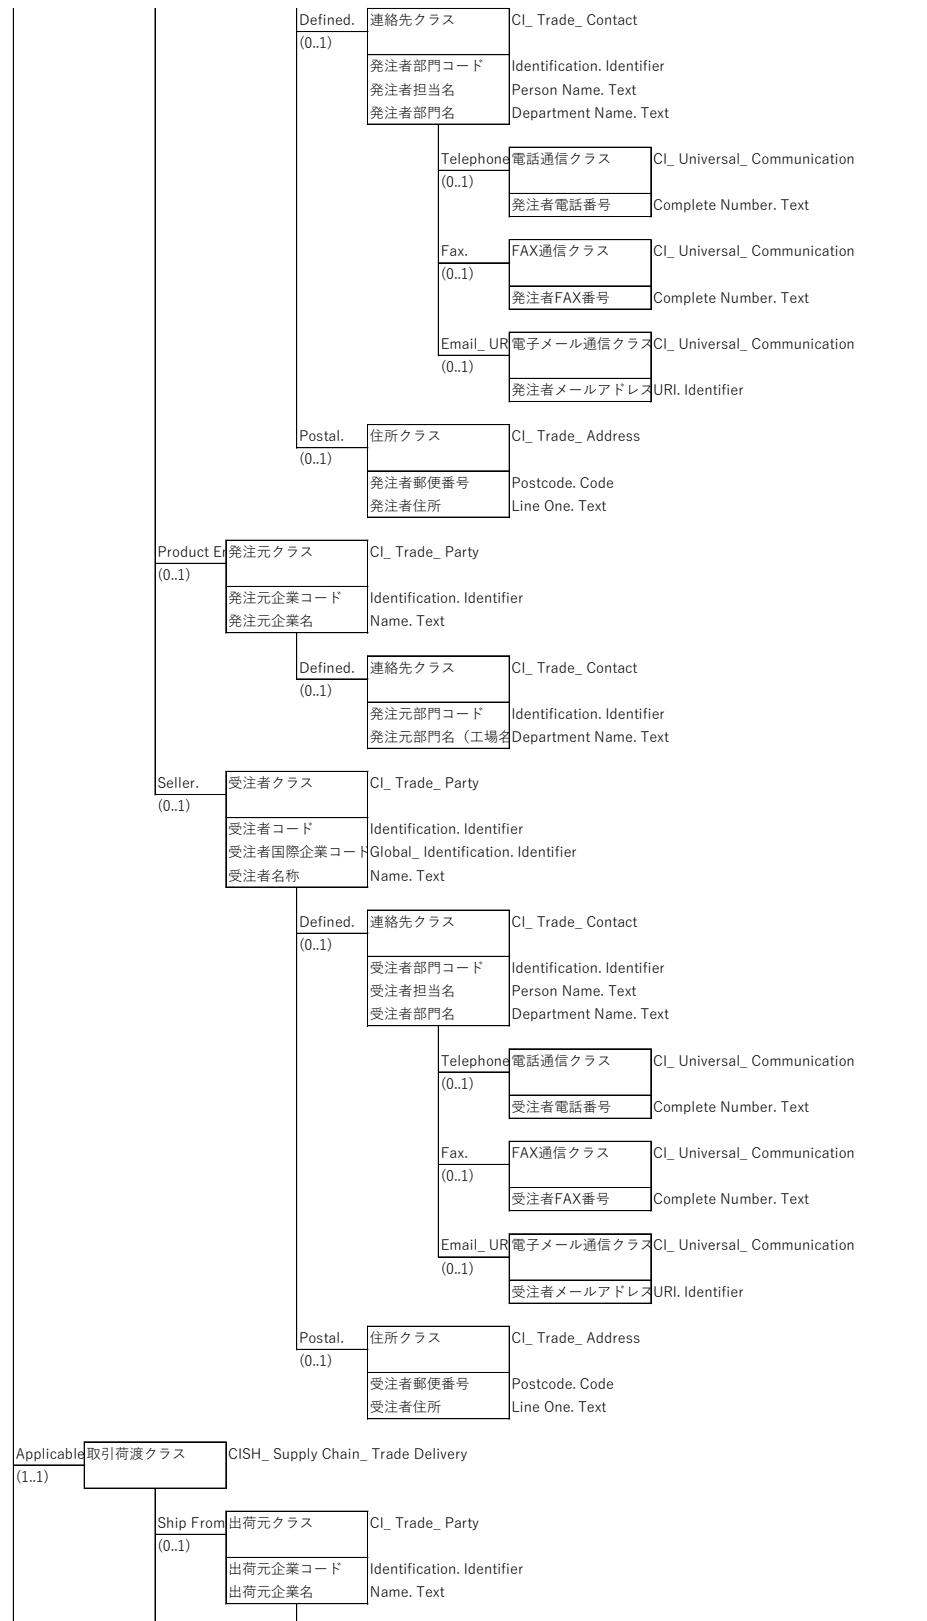 Defined. 連絡先クラス CI_ Trade_ Contact
(0..1)
発注者部門コード Identification. Identifier
発注者担当名 Person Name. Text
発注者部門名 Department Name. Text
Telephone 電話通信クラス CI_ Universal_ Communication
(0..1)
発注者電話番号 Complete Number. Text
Fax. FAX通信クラス CI_ Universal_ Communication
(0..1)
発注者FAX番号 Complete Number. Text
Email_ UR 電子メール通信クラス CI_ Universal_ Communication
(0..1)
発注者メールアドレス URI. Identifier
Postal. 住所クラス CI_ Trade_ Address
(0..1)
発注者郵便番号 Postcode. Code
発注者住所 Line One. Text
Product Er 発注元クラス CI_ Trade_ Party
(0..1)
発注元企業コード Identification. Identifier
発注元企業名 Name. Text
Defined. 連絡先クラス CI_ Trade_ Contact
(0..1)
発注元部門コード Identification. Identifier
発注元部門名（工場名 Department Name. Text
Seller. 受注者クラス CI_ Trade_ Party
(0..1)
受注者コード Identification. Identifier
受注者国際企業コード Global_ Identification. Identifier
受注者名称 Name. Text
Defined. 連絡先クラス CI_ Trade_ Contact
(0..1)
受注者部門コード Identification. Identifier
受注者担当名 Person Name. Text
受注者部門名 Department Name. Text
Telephone 電話通信クラス CI_ Universal_ Communication
(0..1)
受注者電話番号 Complete Number. Text
Fax. FAX通信クラス CI_ Universal_ Communication
(0..1)
受注者FAX番号 Complete Number. Text
Email_ UR 電子メール通信クラス CI_ Universal_ Communication
(0..1)
受注者メールアドレス URI. Identifier
Postal. 住所クラス CI_ Trade_ Address
(0..1)
受注者郵便番号 Postcode. Code
受注者住所 Line One. Text
Applicable 取引荷渡クラス CISH_ Supply Chain_ Trade Delivery
(1..1)
Ship From 出荷元クラス CI_ Trade_ Party
(0..1)
出荷元企業コード Identification. Identifier
出荷元企業名 Name. Text